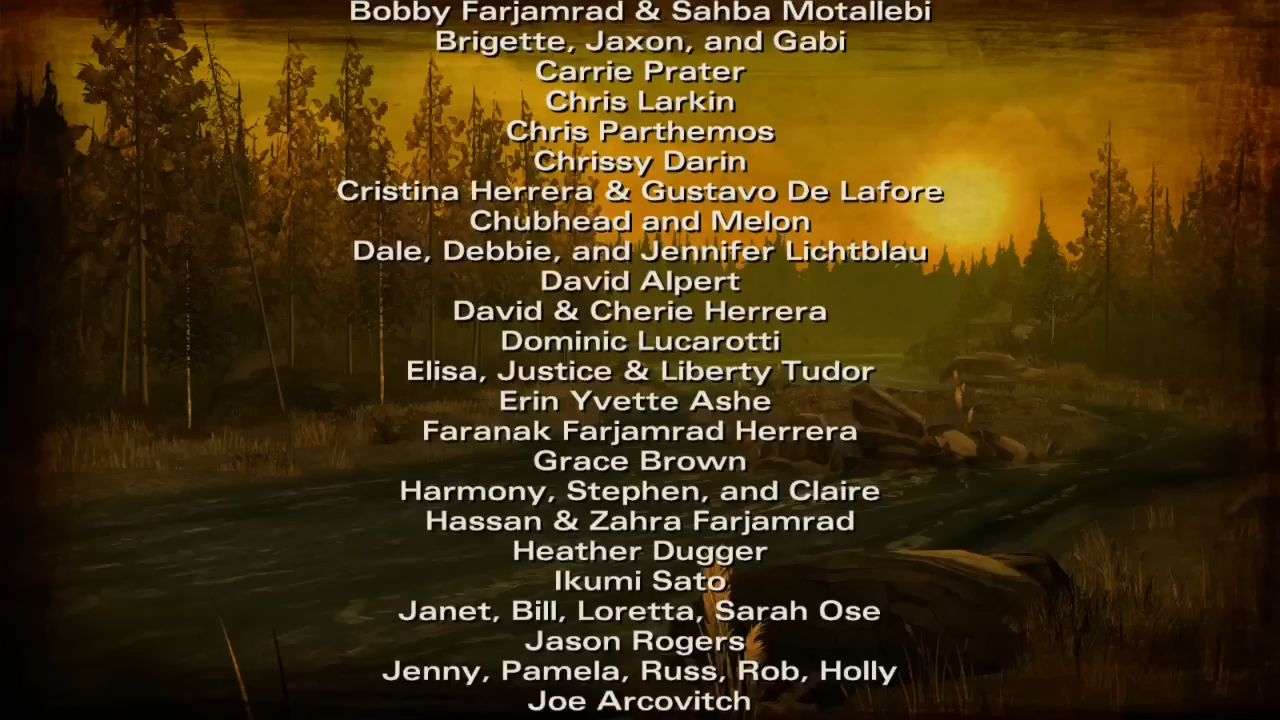 Bobby Farjamrad & Sahba Motallebi
Brigette, Jaxon, and Gabi
Carrie Prater
Chris Larkin
Chris Parthemos
Chrissy Darin
Cristina Herrera & Gustavo De Lafore
Chubhead and Melon
Dale, Debbie, and Jennifer Lichtblau
David Alpert
David & Cherie Herrera
Dominic Lucarotti
Elisa, Justice & Liberty Tudor
Erin Yvette Ashe
Faranak Farjamrad Herrera
Grace Brown
Harmony, Stephen, and Claire
Hassan & Zahra Farjamrad
Heather Dugger
Ikumi Sato
Janet, Bill, Loretta, Sarah Ose
Jason Rogers
Jenny, Pamela, Russ, Rob, Holly
Joe Arcovitch